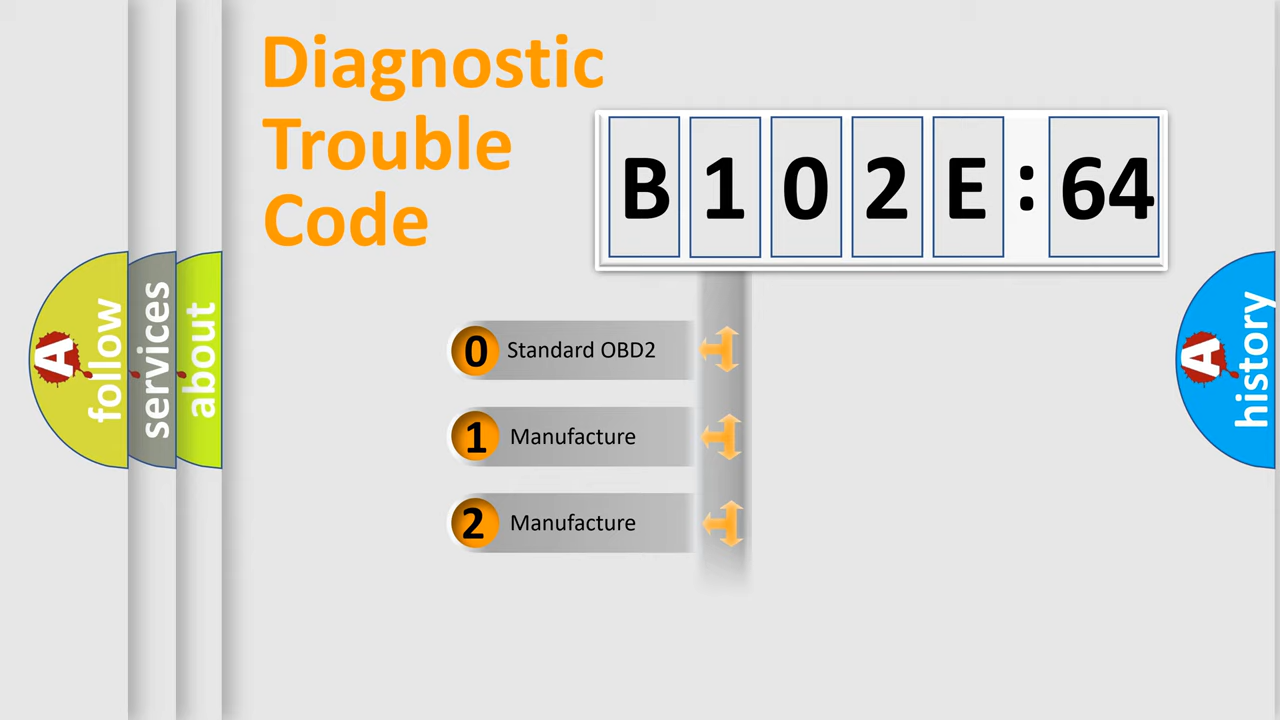 Diagnostic
Trouble
Code
B 1 0 2 E : 64
0 Standard OBD2
1 Manufacture
2 Manufacture
A follow
services
about
A history